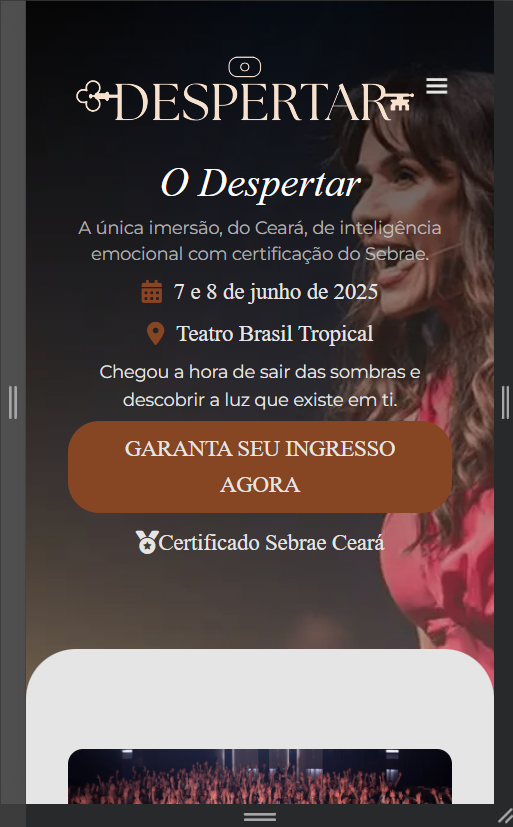 DESPERTAR
O Despertar
A única imersão, do Ceará, de inteligência
emocional com certificação do Sebrae.
7 e 8 de junho de 2025
Teatro Brasil Tropical
Chegou a hora de sair das sombras e
descobrir a luz que existe em ti.
GARANTA SEU INGRESSO
AGORA
Certificado Sebrae Ceará